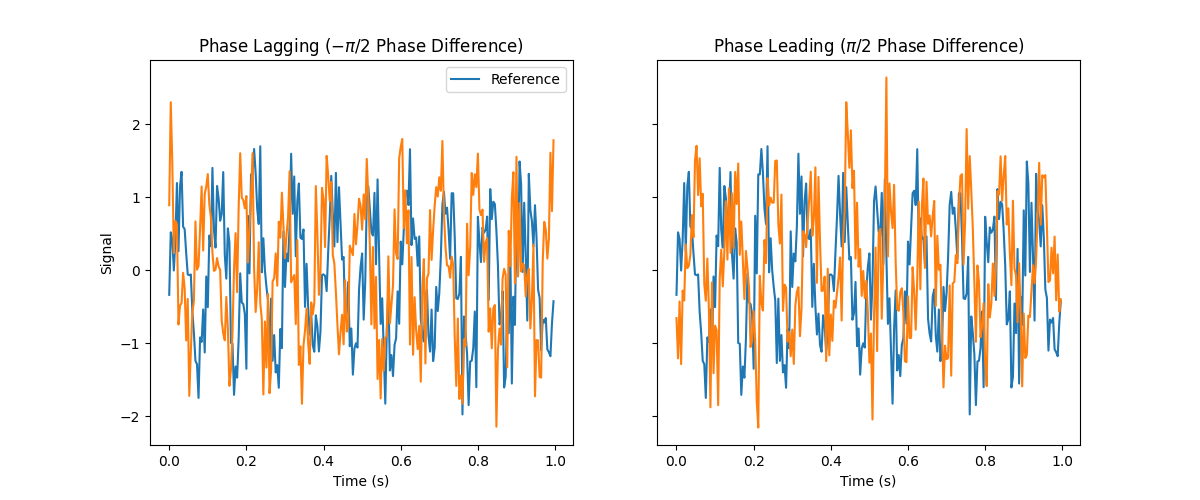 Phase Lagging (−π/2 Phase Difference)
Reference
Signal
2
1
0
−1
−2
0.0 0.2 0.4 0.6 0.8 1.0
Time (s)
Phase Leading (π/2 Phase Difference)
0.0 0.2 0.4 0.6 0.8 1.0
Time (s)